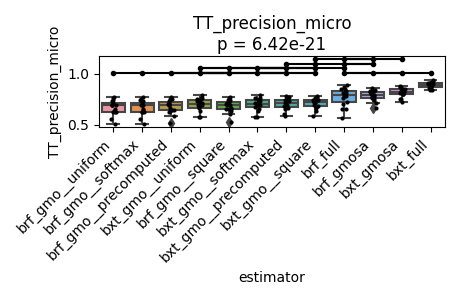 TT_precision_micro
p = 6.42e-21
TT_precision_micro
1.0
0.5
brf_gmo__uniform
brf_gmo__softmax
brf_gmo__precomputed
bxt_gmo__uniform
brf_gmo__square
bxt_gmo__softmax
bxt_gmo__precomputed
bxt_gmo__square
brf_full
brf_gmosa
bxt_gmosa
bxt_full
estimator